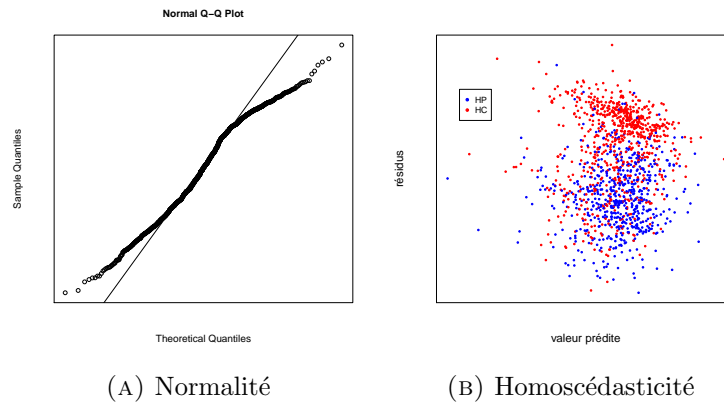 Normal Q−Q Plot
Sample Quantiles
Theoretical Quantiles
(A) Normalité
HP
HC
résidus
valeur prédite
(B) Homoscédasticité